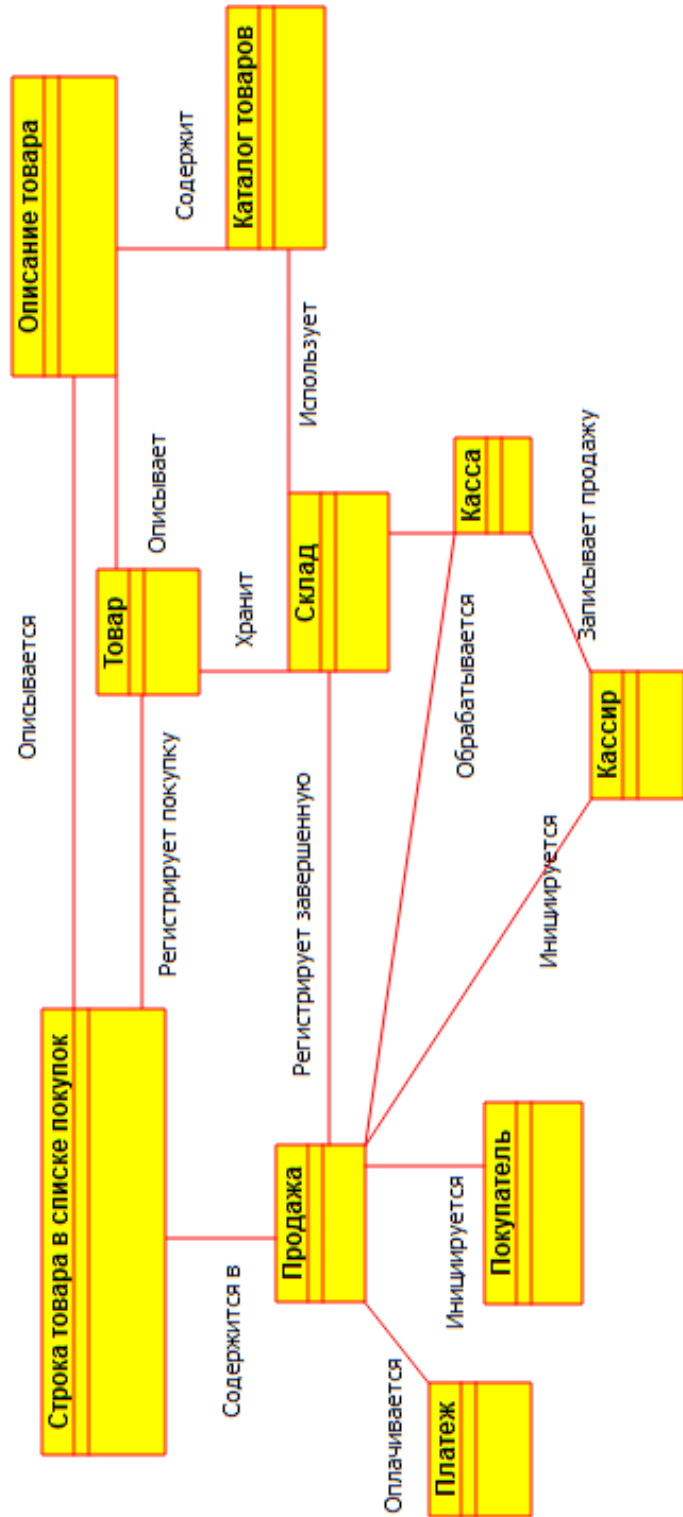 Описывается
Описание товара
Строка товара в списке покупок
Товар
Описывает
Регистрирует покупку
Содержит
Содержится в
Хранит
Каталог товаров
Продажа
Регистрирует завершенную
Склад
Использует
Оплачивается
Платеж
Инициируется
Обрабатывается
Касса
Покупатель
Инициируется
Записывает продажу
Кассир